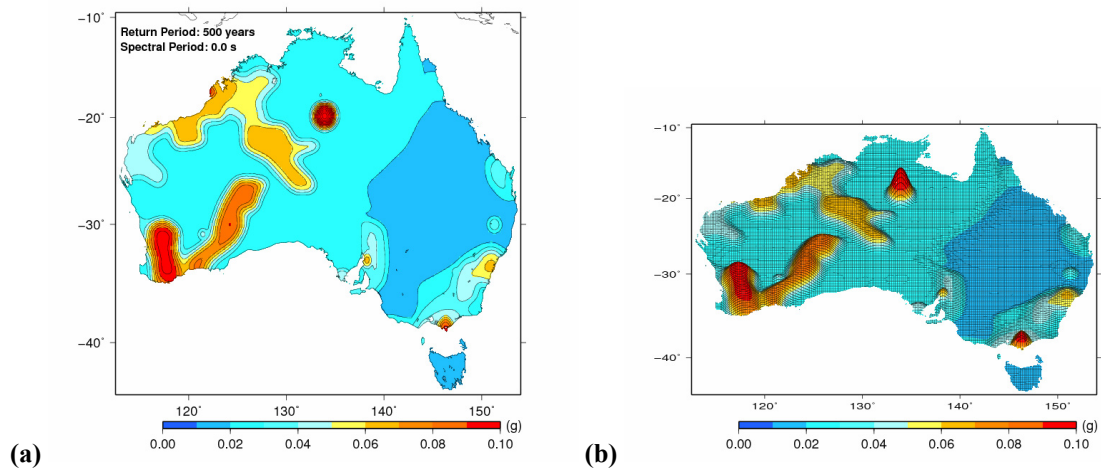 Return Period: 500 years
Spectral Period: 0.0 s
−10˚
−20˚
−30˚
−40˚
120˚ 130˚ 140˚ 150˚
(g)
0.00 0.02 0.04 0.06 0.08 0.10
(a)
−10˚
−20˚
−30˚
−40˚
120˚ 130˚ 140˚ 150˚
(g)
0.00 0.02 0.04 0.06 0.08 0.10
(b)